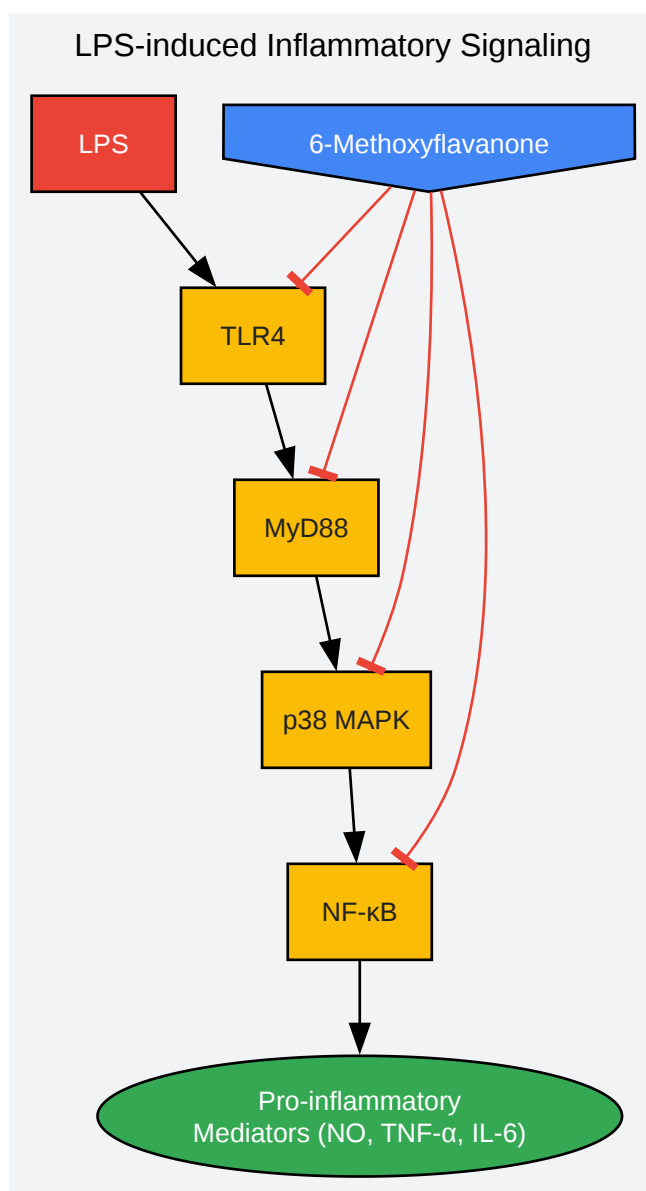 LPS-induced Inflammatory Signaling
LPS
6-Methoxyflavanone
TLR4
MyD88
p38 MAPK
NF-κB
Pro-inflammatory
Mediators (NO, TNF-α, IL-6)